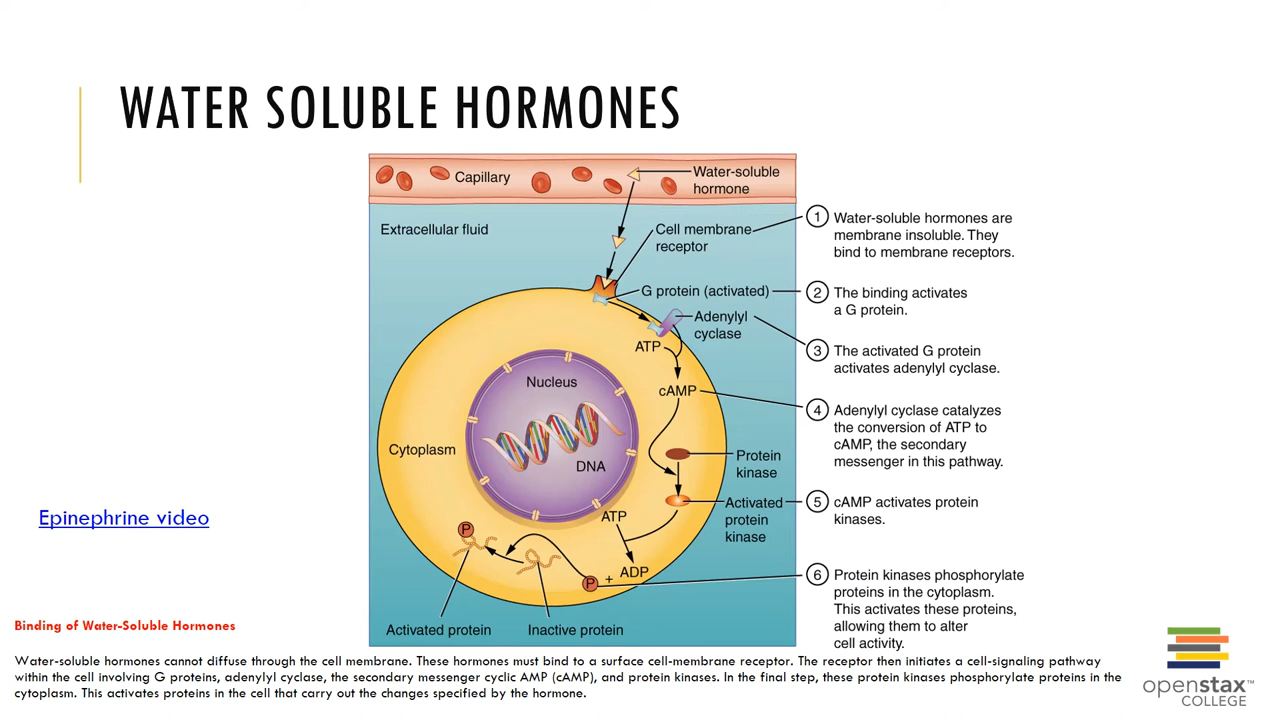 WATER SOLUBLE HORMONES
Capillary
Water-soluble
hormone
Extracellular fluid
Cell membrane
receptor
G protein (activated)
Adenylyl
cyclase
ATP
cAMP
Nucleus
DNA
Cytoplasm
Protein
kinase
Activated
protein
kinase
ATP
ADP
P
+
P
Activated protein
Inactive protein
1 Water-soluble hormones are
membrane insoluble. They
bind to membrane receptors.
2 The binding activates
a G protein.
3 The activated G protein
activates adenylyl cyclase.
4 Adenylyl cyclase catalyzes
the conversion of ATP to
cAMP, the secondary
messenger in this pathway.
5 cAMP activates protein
kinases.
6 Protein kinases phosphorylate
proteins in the cytoplasm.
This activates these proteins,
allowing them to alter
cell activity.
Epinephrine video
Binding of Water-Soluble Hormones
Water-soluble hormones cannot diffuse through the cell membrane. These hormones must bind to a surface cell-membrane receptor. The receptor then initiates a cell-signaling pathway
within the cell involving G proteins, adenylyl cyclase, the secondary messenger cyclic AMP (cAMP), and protein kinases. In the final step, these protein kinases phosphorylate proteins in the
cytoplasm. This activates proteins in the cell that carry out the changes specified by the hormone.
openstax™
COLLEGE